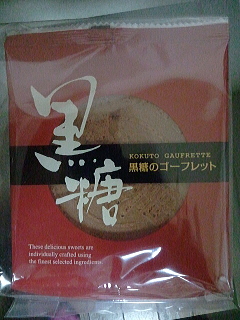 黒糖
KOKUTO GAUFRETTE
黒糖のゴーフレット
These delicious sweets are
individually crafted using
the finest selected ingredients.